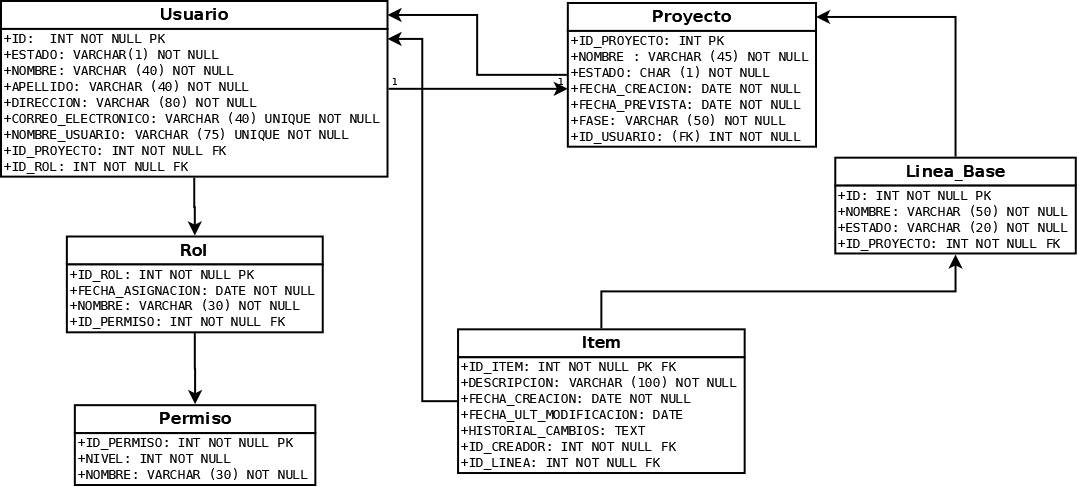 Usuario
+ID:  INT NOT NULL PK
+ESTADO: VARCHAR(1) NOT NULL
+NOMBRE: VARCHAR (40) NOT NULL
+APELLIDO: VARCHAR (40) NOT NULL
+DIRECCION: VARCHAR (80) NOT NULL
+CORREO_ELECTRONICO: VARCHAR (40) UNIQUE NOT NULL
+NOMBRE_USUARIO: VARCHAR (75) UNIQUE NOT NULL
+ID_PROYECTO: INT NOT NULL FK
+ID_ROL: INT NOT NULL FK
1
1
Proyecto
+ID_PROYECTO: INT PK
+NOMBRE : VARCHAR (45) NOT NULL
+ESTADO: CHAR (1) NOT NULL
+FECHA_CREACION: DATE NOT NULL
+FECHA_PREVISTA: DATE NOT NULL
+FASE: VARCHAR (50) NOT NULL
+ID_USUARIO: (FK) INT NOT NULL
Linea_Base
+ID: INT NOT NULL PK
+NOMBRE: VARCHAR (50) NOT NULL
+ESTADO: VARCHAR (20) NOT NULL
+ID_PROYECTO: INT NOT NULL FK
Rol
+ID_ROL: INT NOT NULL PK
+FECHA_ASIGNACION: DATE NOT NULL
+NOMBRE: VARCHAR (30) NOT NULL
+ID_PERMISO: INT NOT NULL FK
Item
+ID_ITEM: INT NOT NULL PK FK
+DESCRIPCION: VARCHAR (100) NOT NULL
+FECHA_CREACION: DATE NOT NULL
+FECHA_ULT_MODIFICACION: DATE
+HISTORIAL_CAMBIOS: TEXT
+ID_CREADOR: INT NOT NULL FK
+ID_LINEA: INT NOT NULL FK
Permiso
+ID_PERMISO: INT NOT NULL PK
+NIVEL: INT NOT NULL
+NOMBRE: VARCHAR (30) NOT NULL